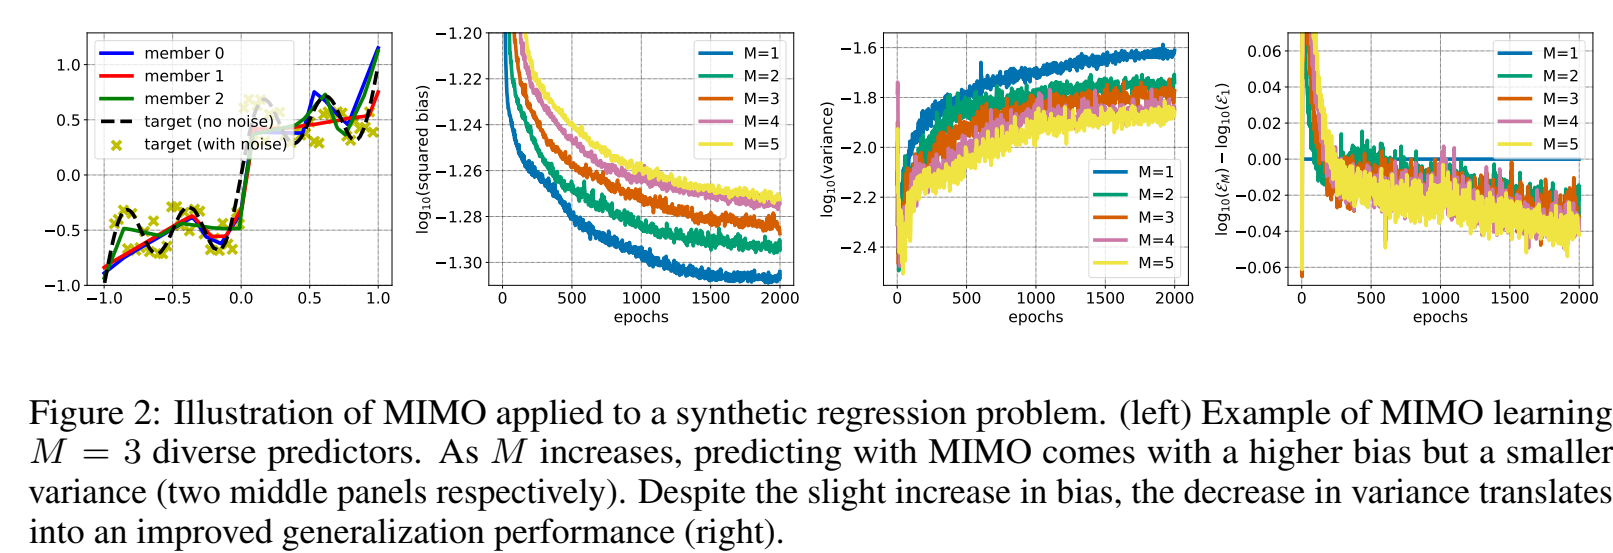 1.0
0.5
0.0
−0.5
−1.0
−1.0 −0.5 0.0 0.5 1.0
member 0
member 1
member 2
target (no noise)
target (with noise)
log10(squared bias)
−1.20
−1.22
−1.24
−1.26
−1.28
−1.30
0 500 1000 1500 2000
epochs
M=1
M=2
M=3
M=4
M=5
log10(variance)
−1.6
−1.8
−2.0
−2.2
−2.4
0 500 1000 1500 2000
epochs
M=1
M=2
M=3
M=4
M=5
log10(ℰM) − log10(ℰ1)
0.06
0.04
0.02
0.00
−0.02
−0.04
−0.06
0 500 1000 1500 2000
epochs
M=1
M=2
M=3
M=4
M=5
Figure 2: Illustration of MIMO applied to a synthetic regression problem. (left) Example of MIMO learning
M = 3 diverse predictors. As M increases, predicting with MIMO comes with a higher bias but a smaller
variance (two middle panels respectively). Despite the slight increase in bias, the decrease in variance translates
into an improved generalization performance (right).